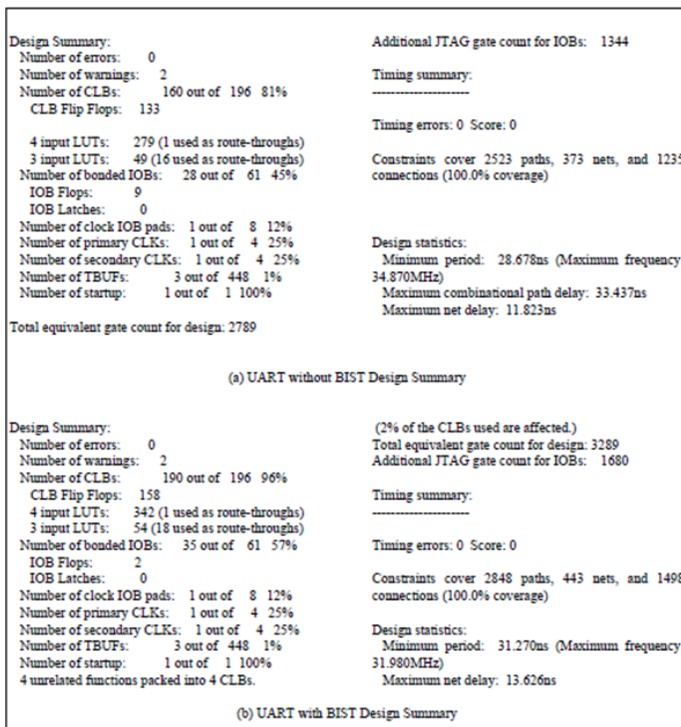 Design Summary:
Number of errors: 0
Number of warnings: 2
Number of CLBs: 160 out of 196 81%
CLB Flip Flops: 133
4 input LUTs: 279 (1 used as route-throughs)
3 input LUTs: 49 (16 used as route-throughs)
Number of bonded IOBs: 28 out of 61 45%
IOB Flops: 9
IOB Latches: 0
Number of clock IOB pads: 1 out of 8 12%
Number of primary CLKs: 1 out of 4 25%
Number of secondary CLKs: 1 out of 4 25%
Number of TBUFs: 3 out of 448 1%
Number of startup: 1 out of 1 100%
Total equivalent gate count for design: 2789
Additional JTAG gate count for IOBs: 1344
Timing summary:
---------------------
Timing errors: 0 Score: 0
Constraints cover 2523 paths, 373 nets, and 1235
connections (100.0% coverage)
Design statistics:
Minimum period: 28.678ns (Maximum frequency:
34.870MHz)
Maximum combinational path delay: 33.437ns
Maximum net delay: 11.823ns
(a) UART without BIST Design Summary
Design Summary:
Number of errors: 0
Number of warnings: 2
Number of CLBs: 190 out of 196 96%
CLB Flip Flops: 158
4 input LUTs: 342 (1 used as route-throughs)
3 input LUTs: 54 (18 used as route-throughs)
Number of bonded IOBs: 35 out of 61 57%
IOB Flops: 2
IOB Latches: 0
Number of clock IOB pads: 1 out of 8 12%
Number of primary CLKs: 1 out of 4 25%
Number of secondary CLKs: 1 out of 4 25%
Number of TBUFs: 3 out of 448 1%
Number of startup: 1 out of 1 100%
4 unrelated functions packed into 4 CLBs.
(2% of the CLBs used are affected.)
Total equivalent gate count for design: 3289
Additional JTAG gate count for IOBs: 1680
Timing summary:
---------------------
Timing errors: 0 Score: 0
Constraints cover 2848 paths, 443 nets, and 1498
connections (100.0% coverage)
Design statistics:
Minimum period: 31.270ns (Maximum frequency:
31.980MHz)
Maximum net delay: 13.626ns
(b) UART with BIST Design Summary